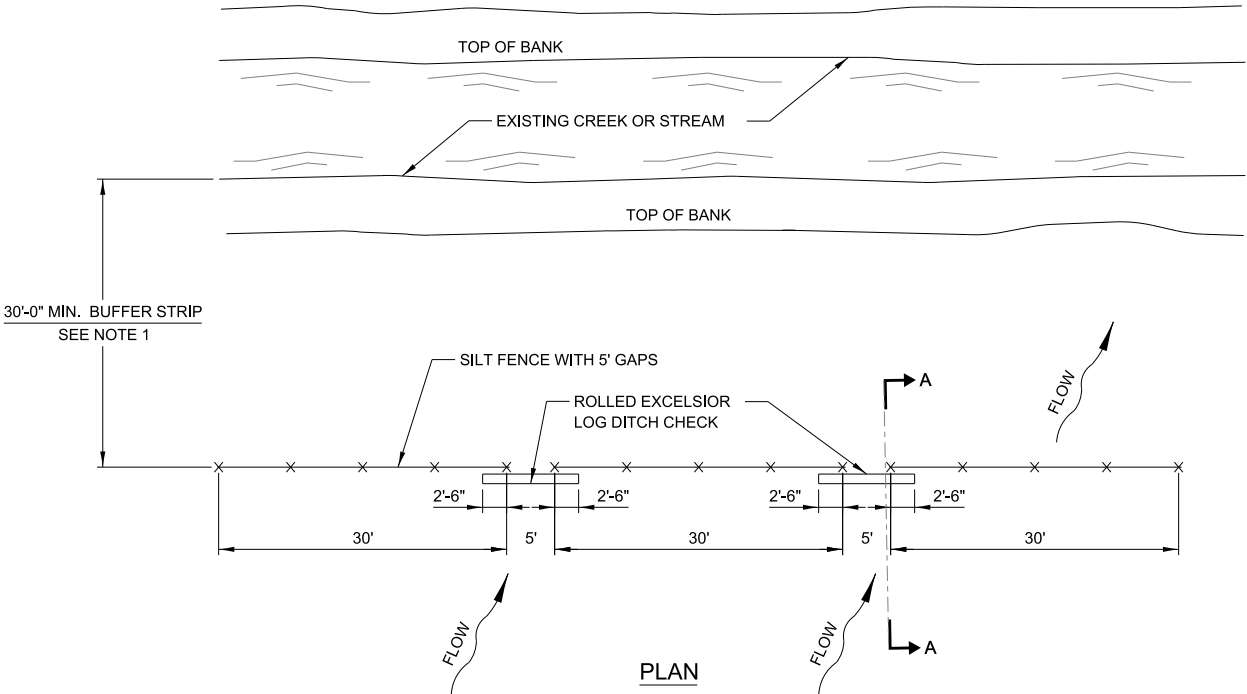 TOP OF BANK
EXISTING CREEK OR STREAM
TOP OF BANK
30'-0" MIN. BUFFER STRIP
SEE NOTE 1
SILT FENCE WITH 5' GAPS
A
ROLLED EXCELSIOR
LOG DITCH CHECK
FLOW
2'-6" 2'-6" 2'-6" 2'-6"
30' 5' 30' 5' 30'
FLOW
FLOW
A
PLAN